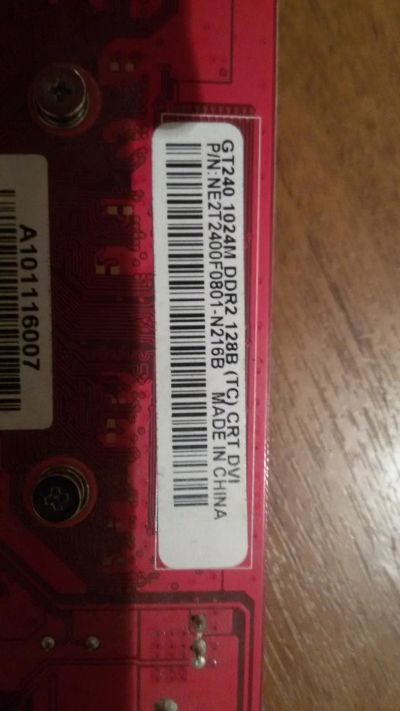 GT240 1024M DDR2 128B (TC) CRT DVI
P/N:NE2T2400F0801-N216B MADE IN CHINA
A101116007